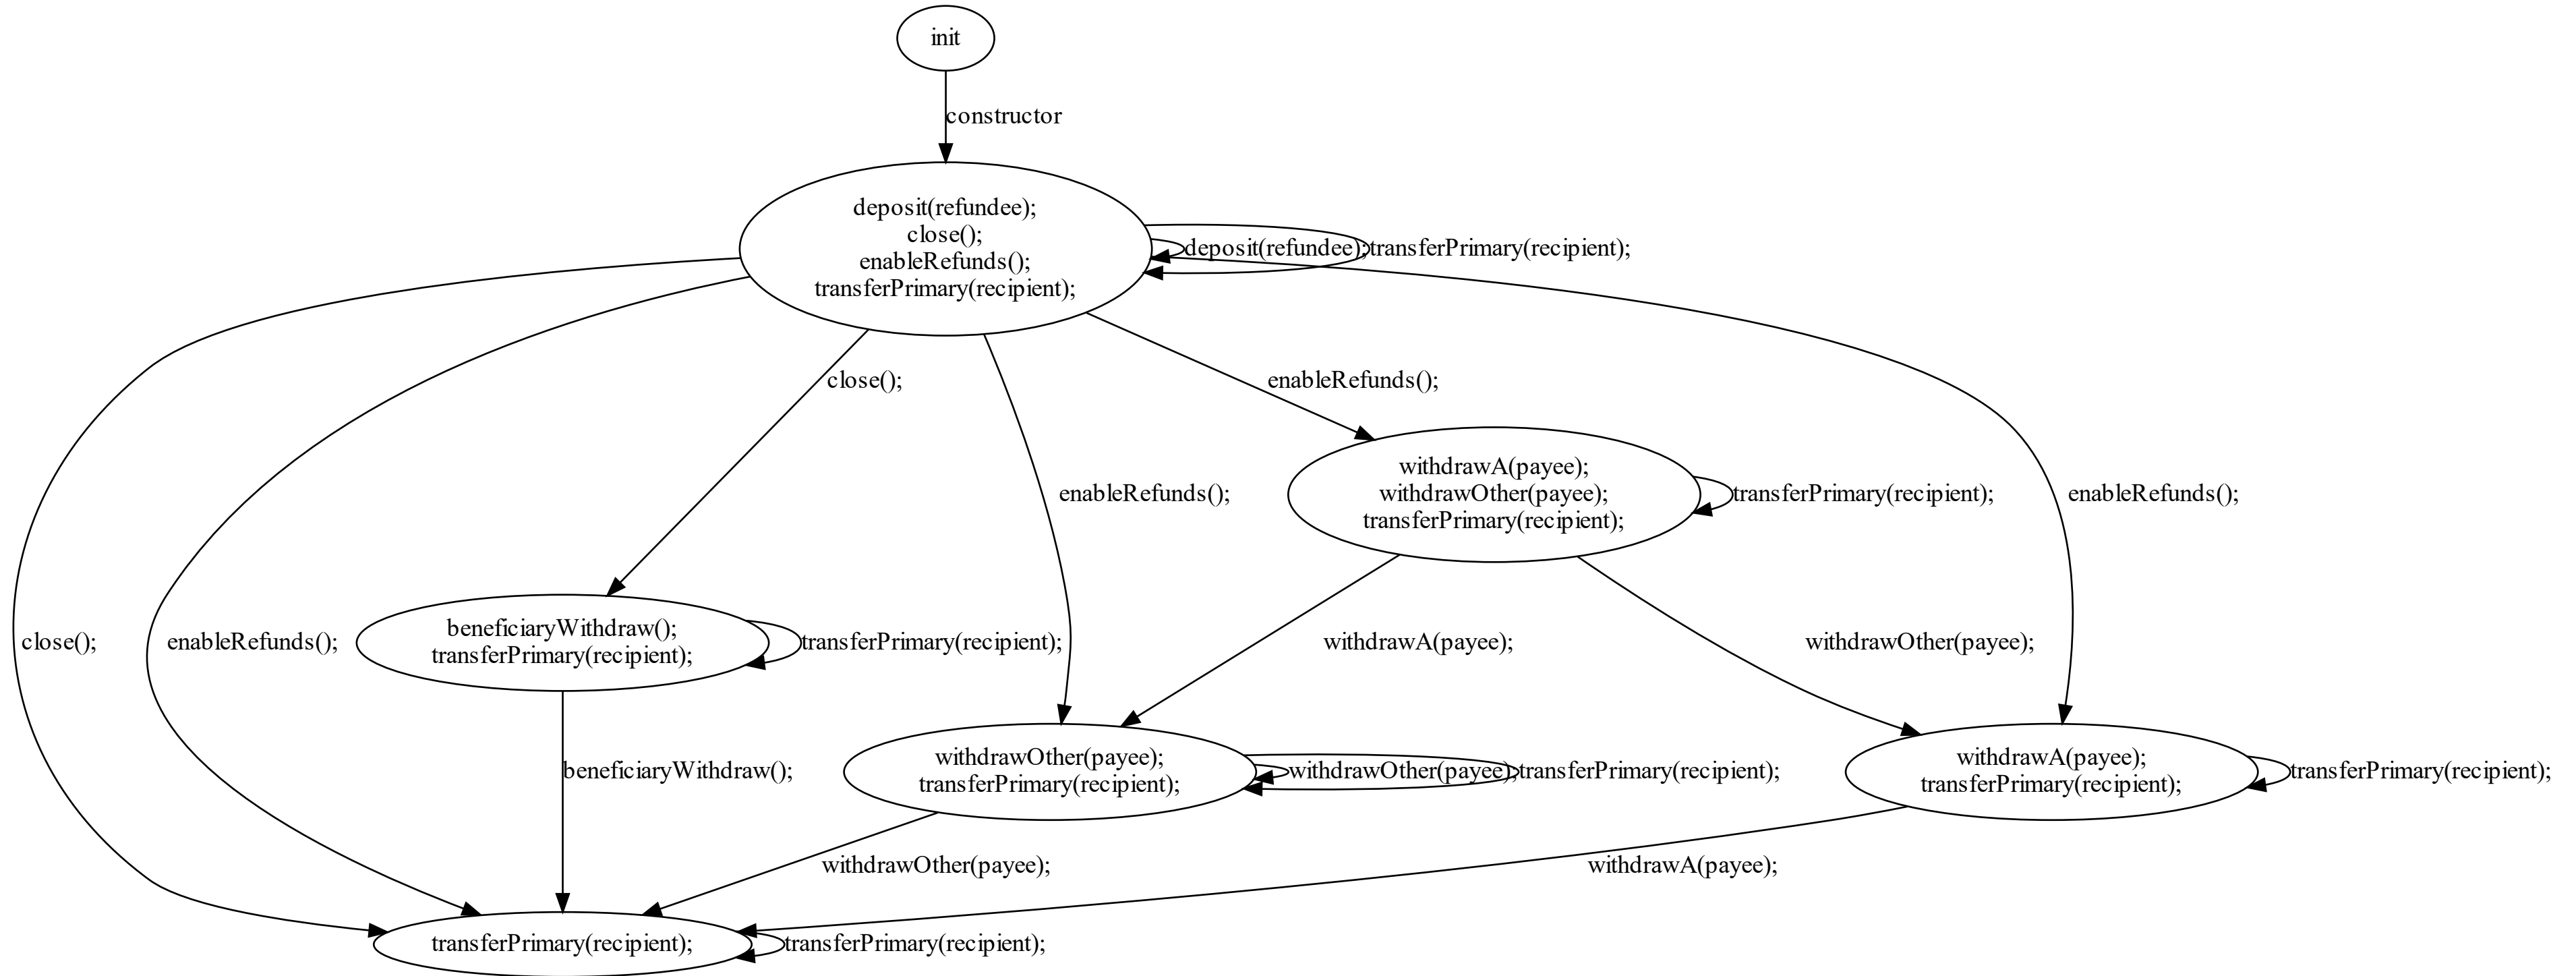 init
constructor
deposit(refundee);
close();
enableRefunds();
transferPrimary(recipient);
deposit(refundee);
transferPrimary(recipient);
close();
enableRefunds();
withdrawA(payee);
withdrawOther(payee);
transferPrimary(recipient);
transferPrimary(recipient);
enableRefunds();
enableRefunds();
close();
enableRefunds();
beneficiaryWithdraw();
transferPrimary(recipient);
transferPrimary(recipient);
withdrawA(payee);
withdrawOther(payee);
beneficiaryWithdraw();
withdrawOther(payee);
transferPrimary(recipient);
withdrawOther(payee);
transferPrimary(recipient);
withdrawA(payee);
transferPrimary(recipient);
transferPrimary(recipient);
withdrawOther(payee);
withdrawA(payee);
transferPrimary(recipient);
transferPrimary(recipient);